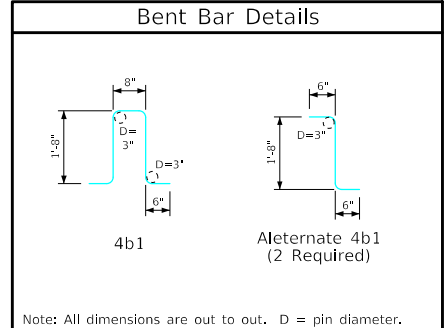 Bent Bar Details
8"
6"
D=
3"
D=3"
1'-8"
6"
D=3"
1'-8"
6"
4b1
Aleternate 4b1
(2 Required)
Note: All dimensions are out to out. D = pin diameter.